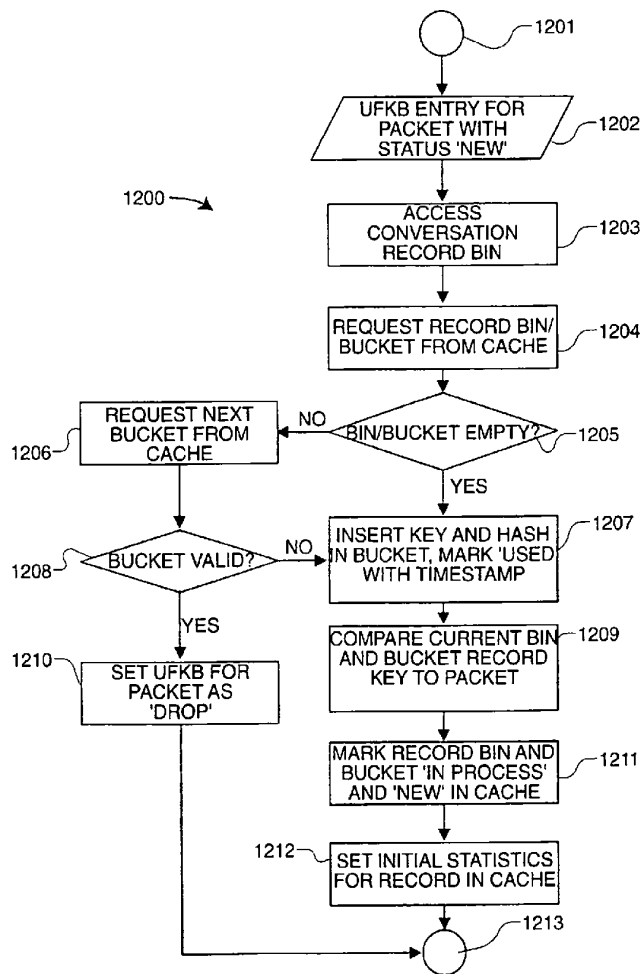 1201
UFKB ENTRY FOR
PACKET WITH
STATUS 'NEW'
1202
1200
ACCESS
CONVERSATION
RECORD BIN
1203
REQUEST RECORD BIN/
BUCKET FROM CACHE
1204
REQUEST NEXT
BUCKET FROM
CACHE
1206
NO
BIN/BUCKET EMPTY?
1205
YES
INSERT KEY AND HASH
IN BUCKET, MARK 'USED
WITH TIMESTAMP
1207
1208
BUCKET VALID?
NO
YES
COMPARE CURRENT BIN
AND BUCKET RECORD
KEY TO PACKET
1209
1210
SET UFKB FOR
PACKET AS
'DROP'
MARK RECORD BIN AND
BUCKET 'IN PROCESS'
AND 'NEW' IN CACHE
1211
1212
SET INITIAL STATISTICS
FOR RECORD IN CACHE
1213